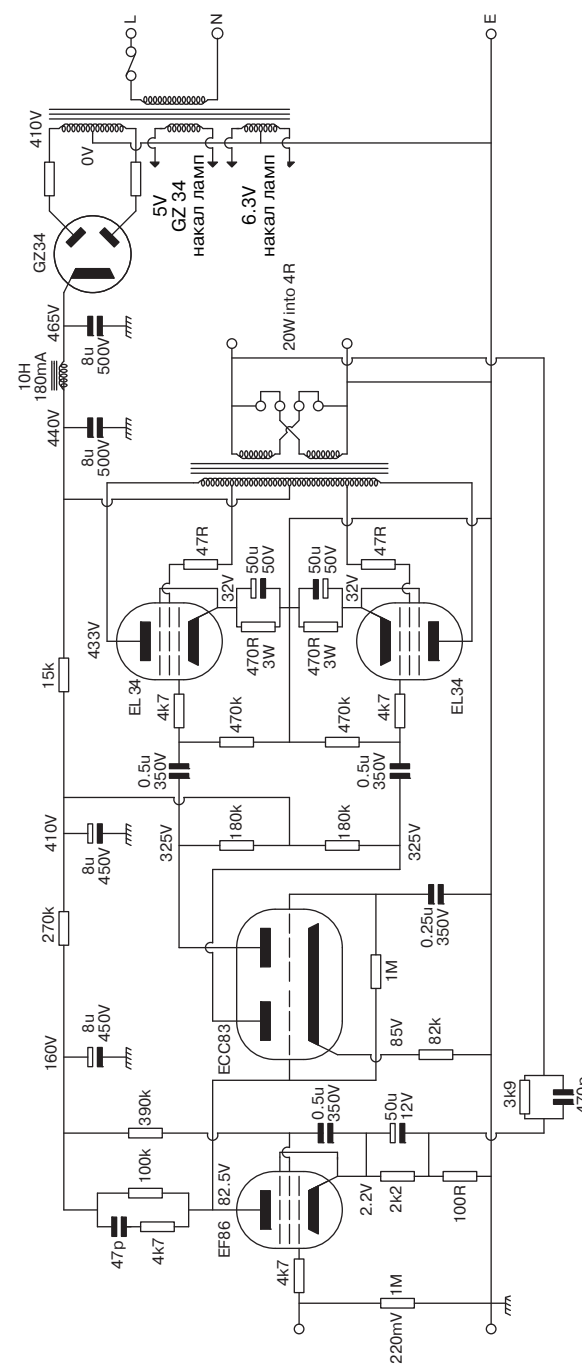 160V
270k
410V
15k
440V
10H
180mA
465V
GZ34
410V
L
8u
450V
8u
450V
8u
500V
8u
500V
0V
N
47p
4k7
100k
390k
82.5V
EF86
4k7
220mV
1M
2.2V
2k2
100R
0.5u
350V
50u
12V
ECC83
85V
82k
1M
0.25u
350V
325V
180k
180k
325V
0.5u
350V
0.5u
350V
470k
470k
4k7
4k7
EL34
433V
EL34
32V
32V
470R
3W
470R
3W
50u
50V
50u
50V
47R
47R
20W into 4R
5V
GZ 34
накал ламп
6.3V
накал ламп
E
3k9
470p